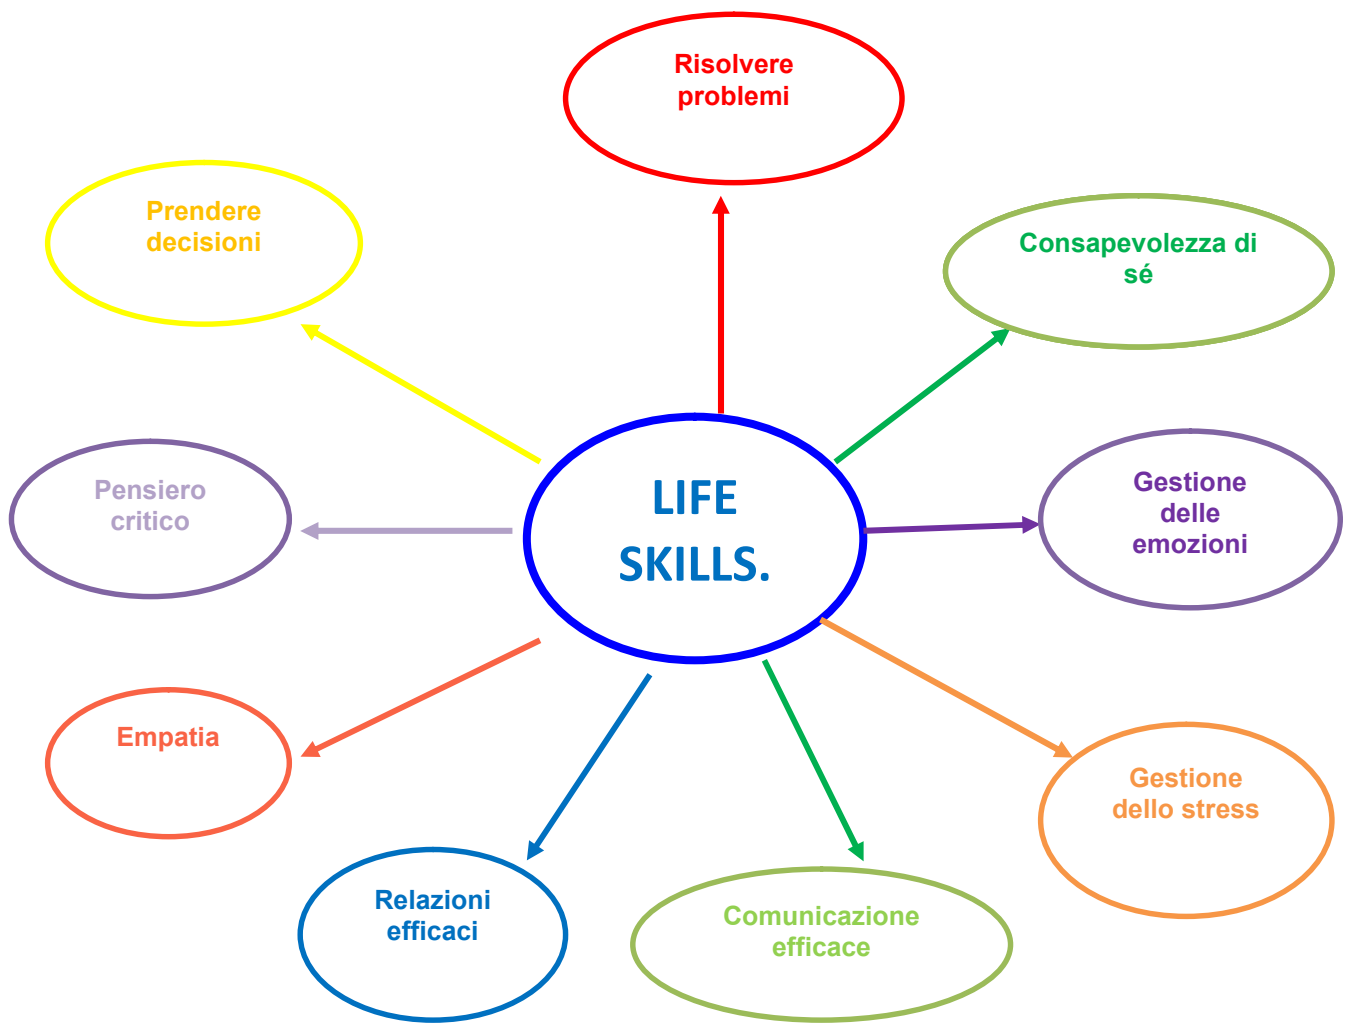 Risolvere
problemi
Prendere
decisioni
Consapevolezza di
sé
Pensiero
critico
LIFE
SKILLS.
Gestione
delle
emozioni
Empatia
Gestione
dello stress
Relazioni
efficaci
Comunicazione
efficace